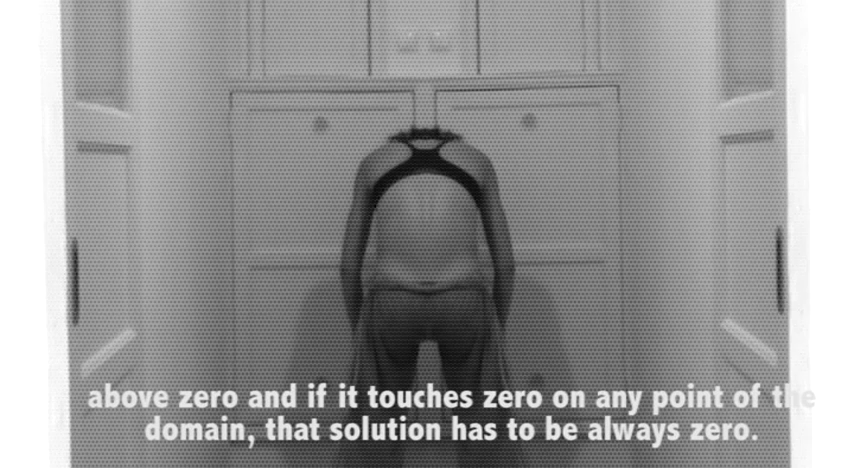 above zero and if it touches zero on any point of the
domain, that solution has to be always zero.